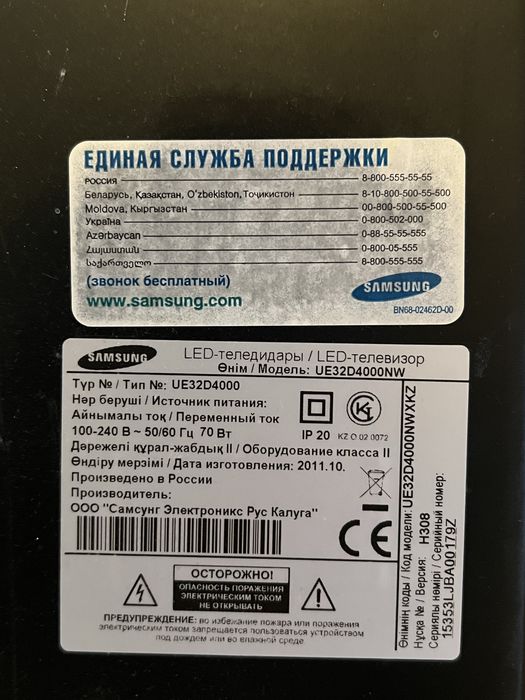 ЕДИНАЯ СЛУЖБА ПОДДЕРЖКИ
РОССИЯ 8-800-555-55-55
Беларусь, Қазақстан, O'zbekiston, Тоҷикистон 8-10-800-500-55-500
Moldova, Кыргызстан 00-800-500-55-500
Україна 0-800-502-000
Azərbaycan 0-88-55-55-555
Հայաստան 0-800-05-555
საქართველო 8-800-555-555
(звонок бесплатный)
www.samsung.com
SAMSUNG
BN68-02462D-00
SAMSUNG LED-теледидары / LED-телевизор
Өнім / Модель: UE32D4000NW
Түр № / Тип №: UE32D4000
Нәр беруші / Источник питания:
Айнымалы ток / Переменный ток
100-240 В ~ 50/60 Гц 70 Вт
IP 20 KZ O 02 0072
Дәрежелі құрал-жабдық II / Оборудование класса II
Өндіру мерзімі / Дата изготовления: 2011.10.
Произведено в России
Производитель:
ООО "Самсунг Электроникс Рус Калуга"
CE
ОСТОРОЖНО!
ОПАСНОСТЬ ПОРАЖЕНИЯ
ЭЛЕКТРИЧЕСКИМ ТОКОМ
НЕ ОТКРЫВАТЬ
ПРЕДУПРЕЖДЕНИЕ: во избежание пожара или поражения
электрическим током запрещается пользоваться устройством
под дождем или во влажной среде.
Өнімнің коды / Код модели: UE32D4000NWXKZ
Нұсқа № / Версия: H308
Сериялы немірі / Серийный номер:
15353LJBA00179Z